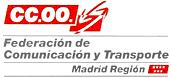 CC.OO.
Federación de
Comunicación y Transporte
Madrid Región